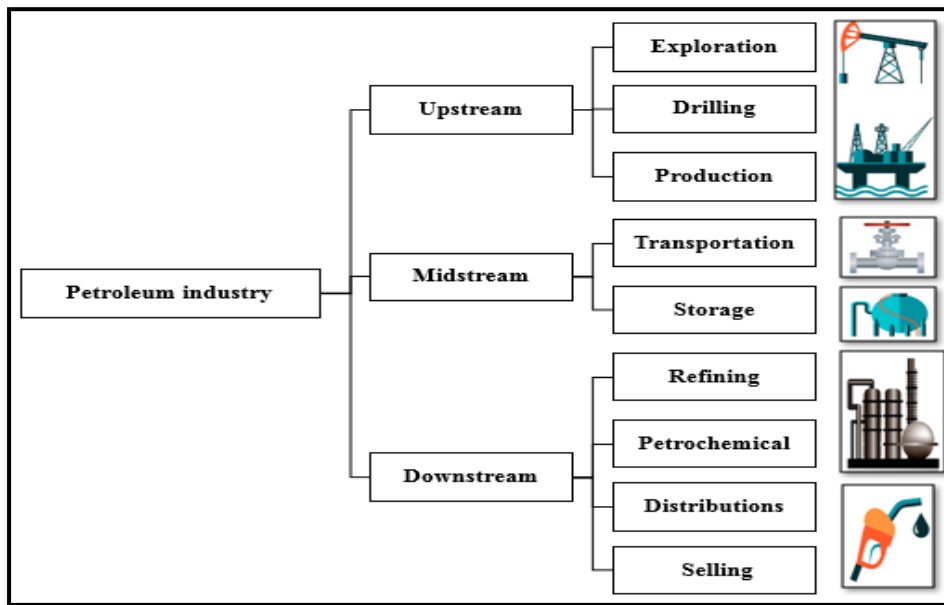 Petroleum industry
Upstream
Exploration
Drilling
Production
Midstream
Transportation
Storage
Downstream
Refining
Petrochemical
Distributions
Selling